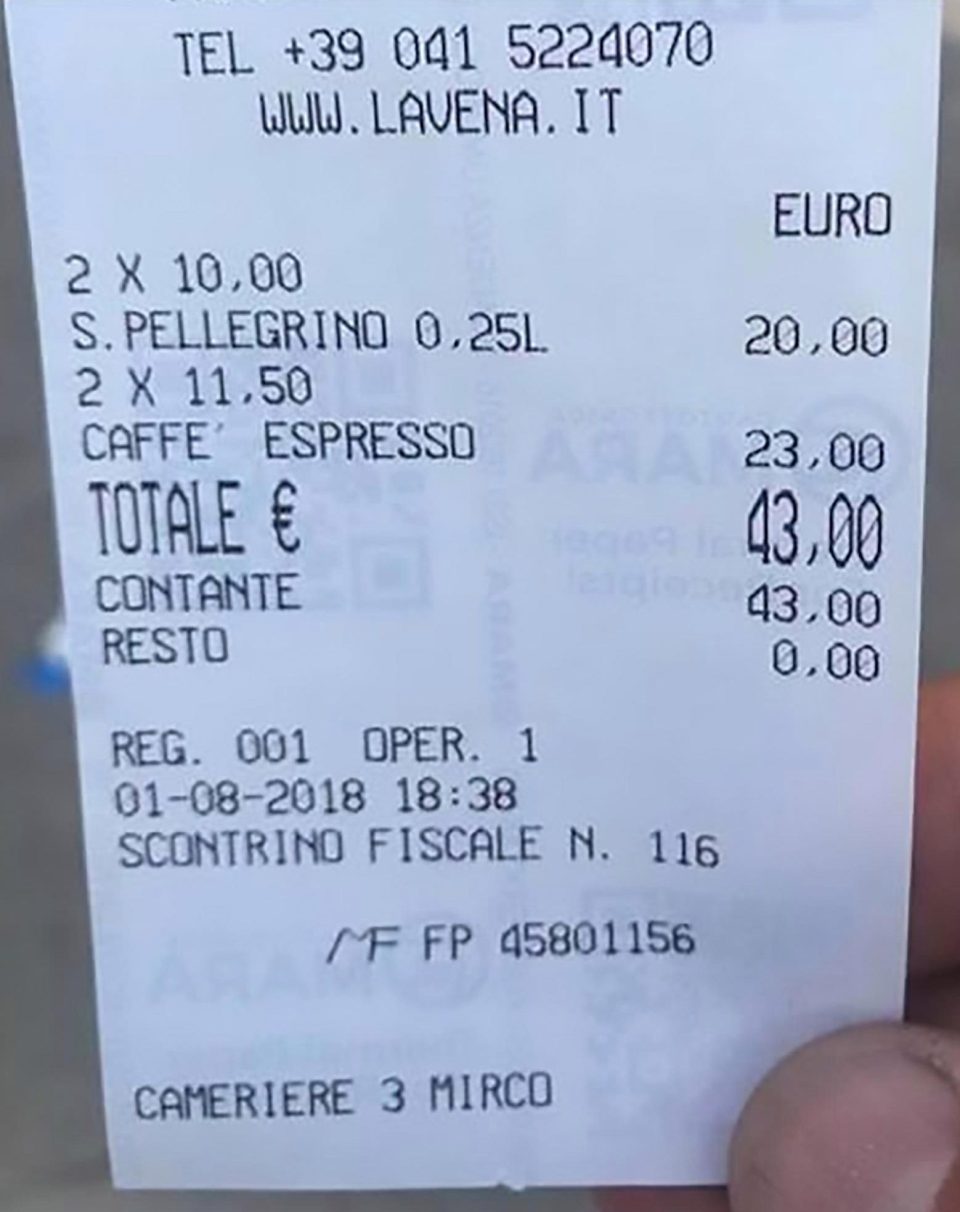 TEL +39 041 5224070
WWW.LAVENA.IT
EURO
2 X 10,00
S.PELLEGRINO 0,25L 20,00
2 X 11,50
CAFFE' ESPRESSO 23,00
TOTALE € 43,00
CONTANTE 43,00
RESTO 0,00
REG. 001 OPER. 1
01-08-2018 18:38
SCONTRINO FISCALE N. 116
MF FP 45801156
CAMERIERE 3 MIRCO